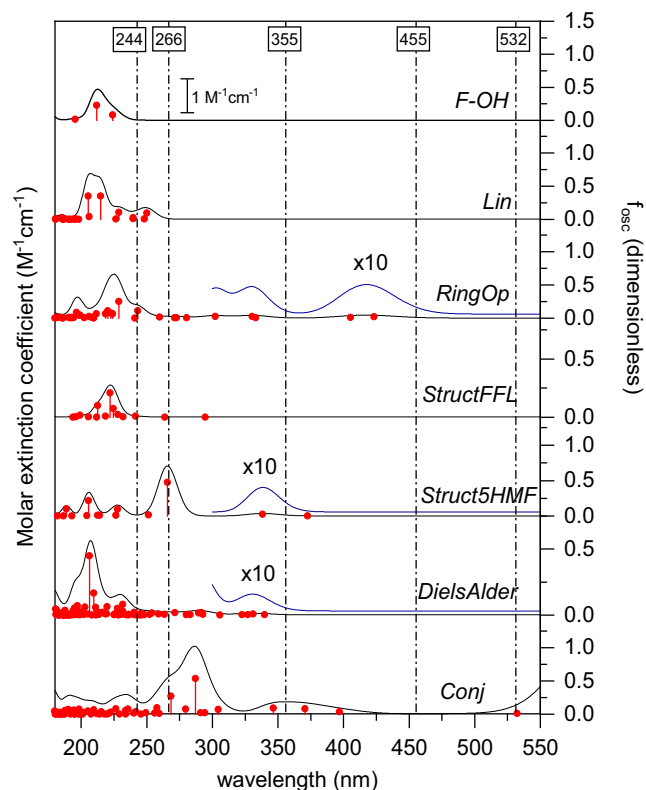 244
266
355
455
532
1 M⁻¹cm⁻¹
F-OH
Lin
x10
RingOp
StructFFL
x10
Struct5HMF
x10
DielsAlder
Conj
1.5
1.0
0.5
0.0
1.0
0.5
0.0
1.0
0.5
0.0
0.5
0.0
1.0
0.5
0.0
0.5
0.0
1.0
0.5
0.0
200
250
300
350
400
450
500
550
wavelength (nm)
Molar extinction coefficient (M⁻¹cm⁻¹)
f_osc (dimensionless)